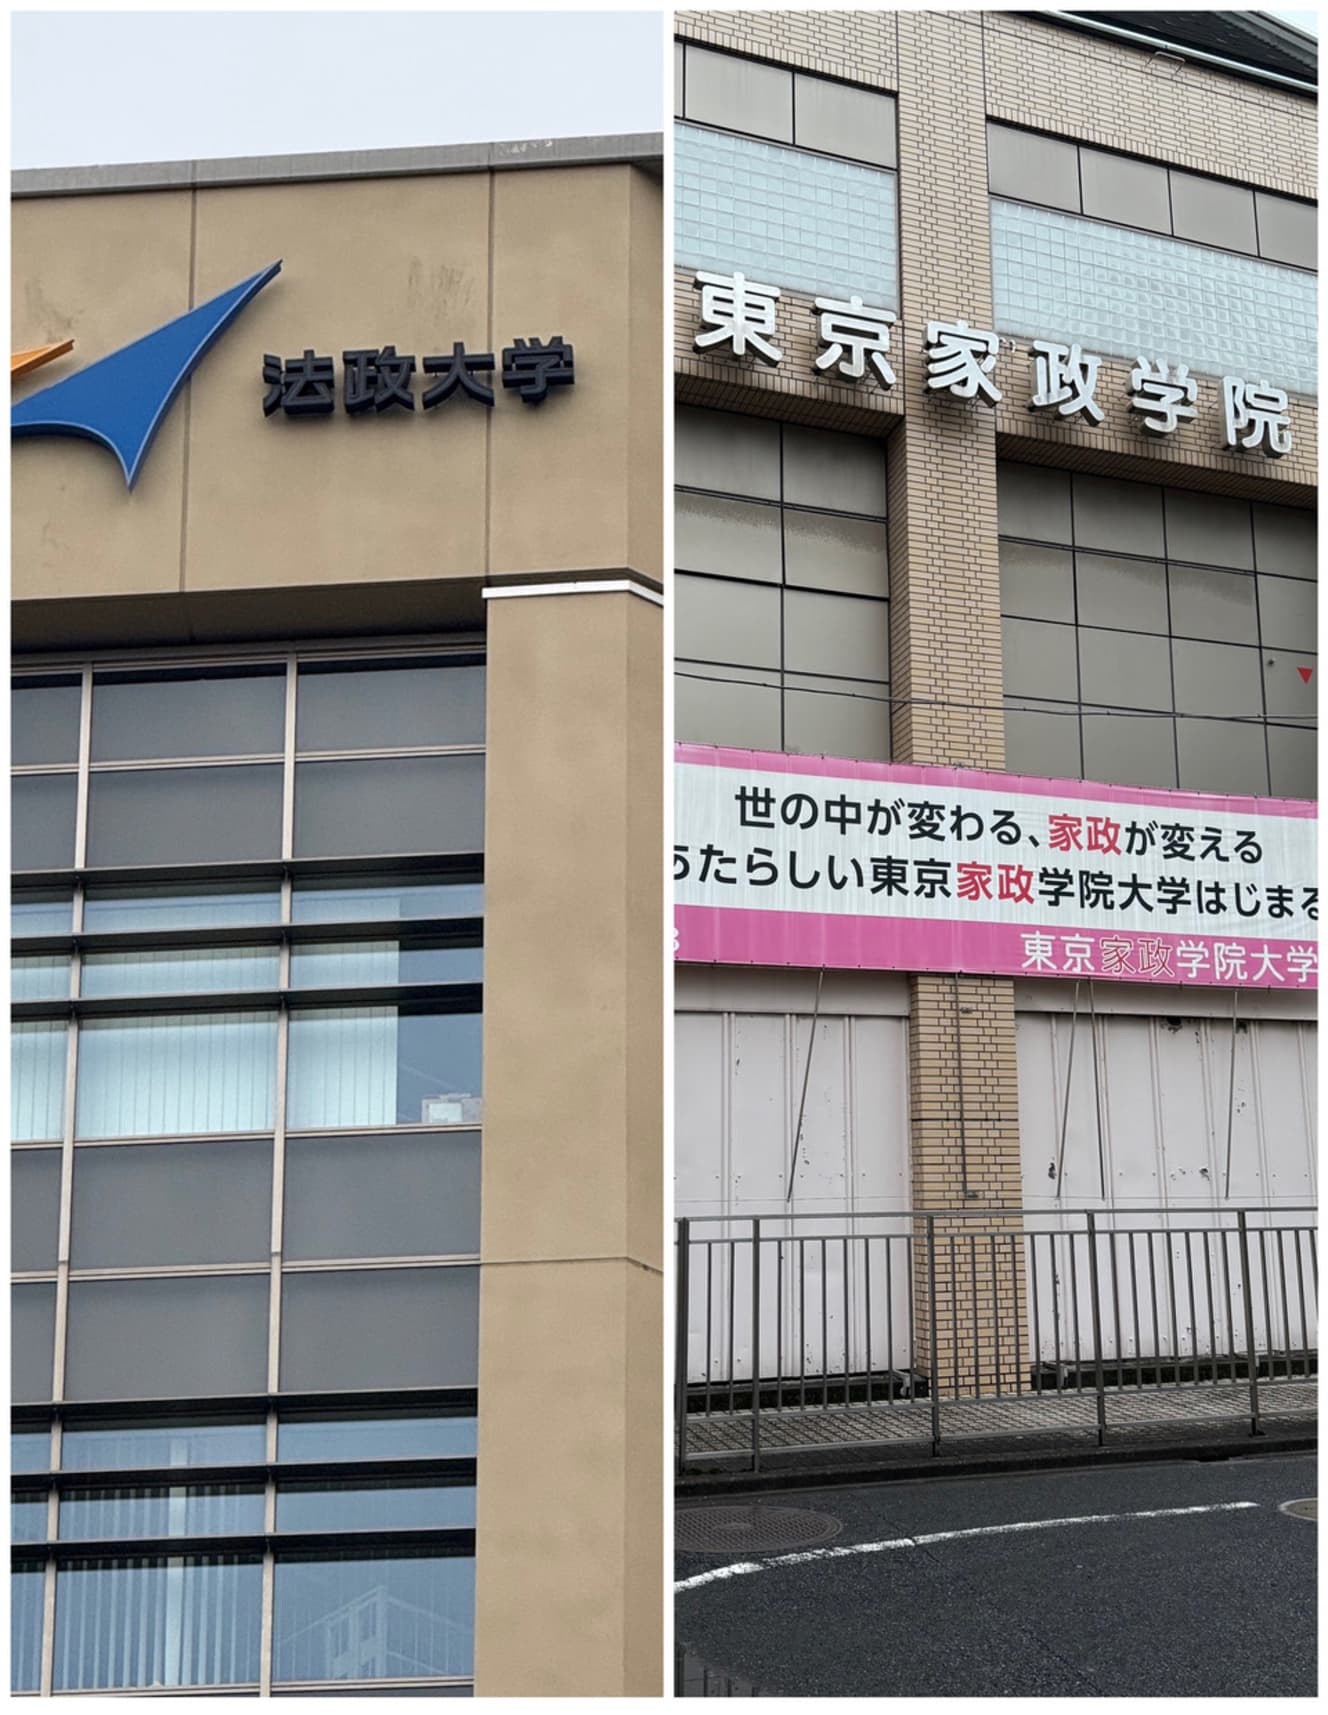 法政大学
東京家政学院
世の中が変わる、家政が変える
あたらしい東京家政学院大学はじまる
東京家政学院大学